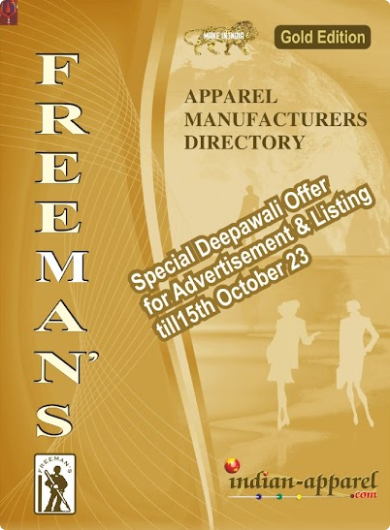 MAKE IN INDIA
Gold Edition
FREEMAN'S
APPAREL
MANUFACTURERS
DIRECTORY
Special Deepawali Offer
for Advertisement & Listing
till15th October 23
FREEMAN'S
indian-apparel
.com